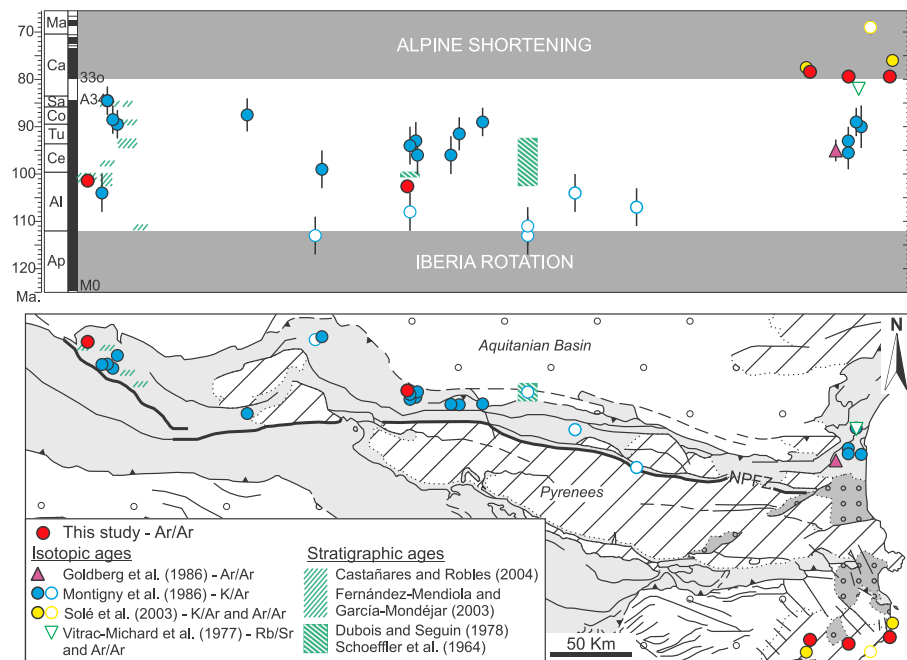 Ma
Ca
Sa
Co
Tu
Ce
Al
Ap
70
80
90
100
110
120
Ma.
33o
A34
M0
ALPINE SHORTENING
IBERIA ROTATION
Aquitanian Basin
N
NPFZ
Pyrenees
This study - Ar/Ar
Isotopic ages
Goldberg et al. (1986) - Ar/Ar
Montigny et al. (1986) - K/Ar
Solé et al. (2003) - K/Ar and Ar/Ar
Vitrac-Michard et al. (1977) - Rb/Sr
and Ar/Ar
Stratigraphic ages
Castañares and Robles (2004)
Fernández-Mendiola and
García-Mondéjar (2003)
Dubois and Seguin (1978)
Schoeffler et al. (1964)
50 Km